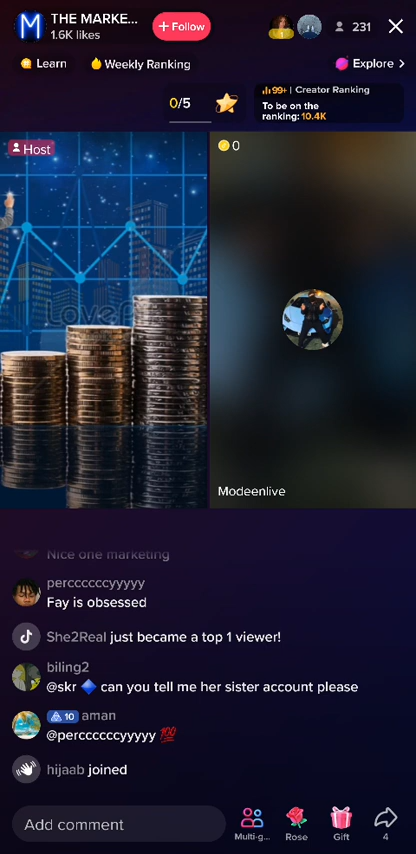 THE MARKE...
1.6K likes
+ Follow
231
Learn
Weekly Ranking
Explore >
0/5
99+ | Creator Ranking
To be on the
ranking: 10.4K
Host
0
Modeenlive
Nice one marketing
perccccccyyyyy
Fay is obsessed
She2Real just became a top 1 viewer!
biling2
@skr 🔷 can you tell me her sister account please
10 aman
@perccccccyyyyy 💯
hijaab joined
Add comment
Multi-g...
Rose
Gift
4